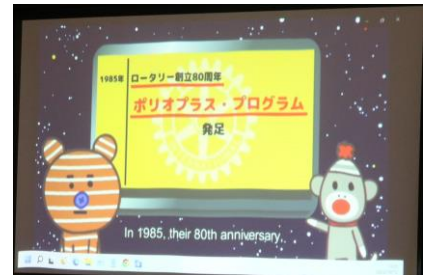 1985年
ロータリー創立80周年
ポリオプラス・プログラム
発足
In 1985, their 80th anniversary,